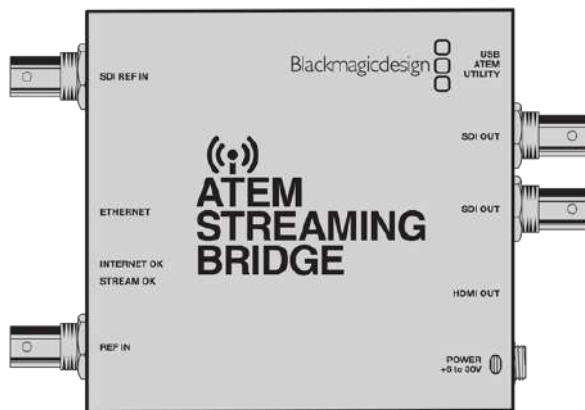 SDI REF IN
Blackmagicdesign
USB
ATEM
UTILITY
SDI OUT
ATEM
STREAMING
BRIDGE
ETHERNET
SDI OUT
INTERNET OK
STREAM OK
HDMI OUT
REF IN
POWER
+6 to 30V